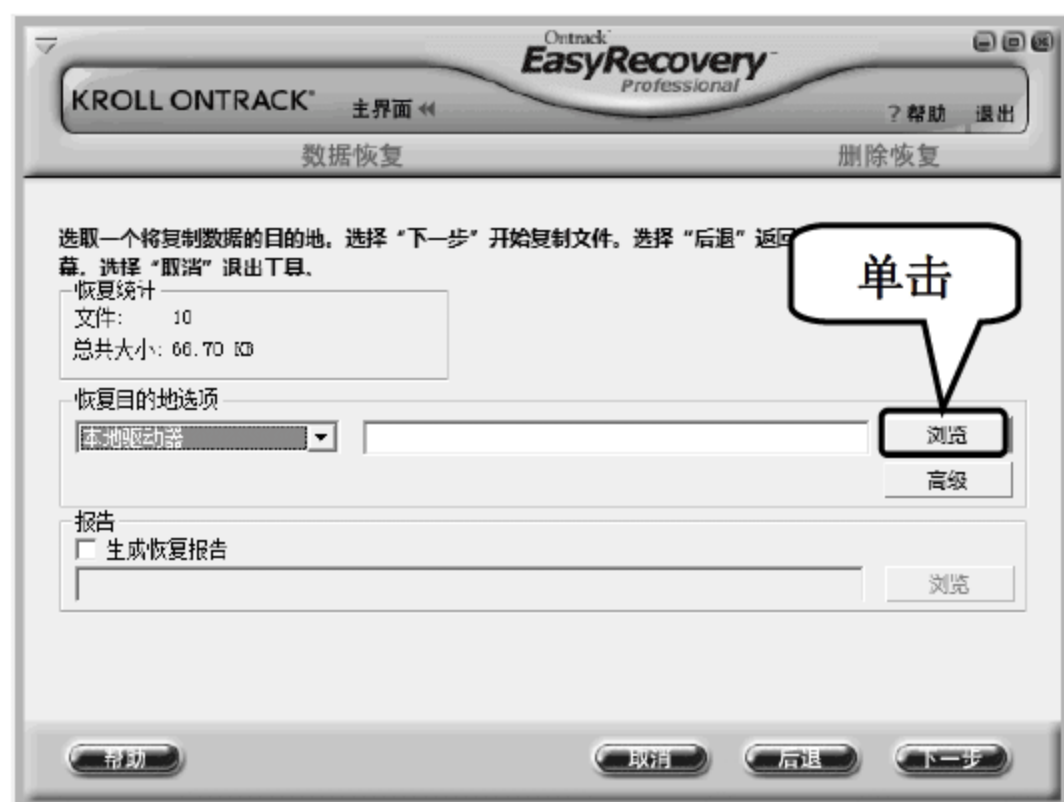 Ontrack
EasyRecovery
Professional
KROLL ONTRACK 主界面
?帮助 退出
数据恢复 删除恢复
选取一个将复制数据的目的地。选择“下一步”开始复制文件。选择“后退”返回
幕。选择“取消”退出工具。
单击
恢复统计
文件: 10
总共大小: 66.70 KB
恢复目的地选项
本地驱动器 浏览
高级
报告
生成恢复报告
浏览
帮助 取消 后退 下一步